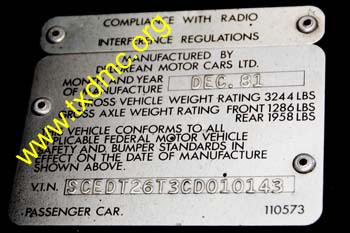 COMPLIANCE WITH RADIO
INTERFERENCE REGULATIONS
MANUFACTURED BY
DELOREAN MOTOR CARS LTD.
MONTH AND YEAR
OF MANUFACTURE DEC. 81
GROSS VEHICLE WEIGHT RATING 3244 LBS
GROSS AXLE WEIGHT RATING FRONT 1286 LBS
REAR 1958 LBS
VEHICLE CONFORMS TO ALL
APPLICABLE FEDERAL MOTOR VEHICLE
SAFETY AND BUMPER STANDARDS IN
EFFECT ON THE DATE OF MANUFACTURE
SHOWN ABOVE.
V.I.N. SCEDT26T3CD010143
PASSENGER CAR. 110573
www.txdmc.org